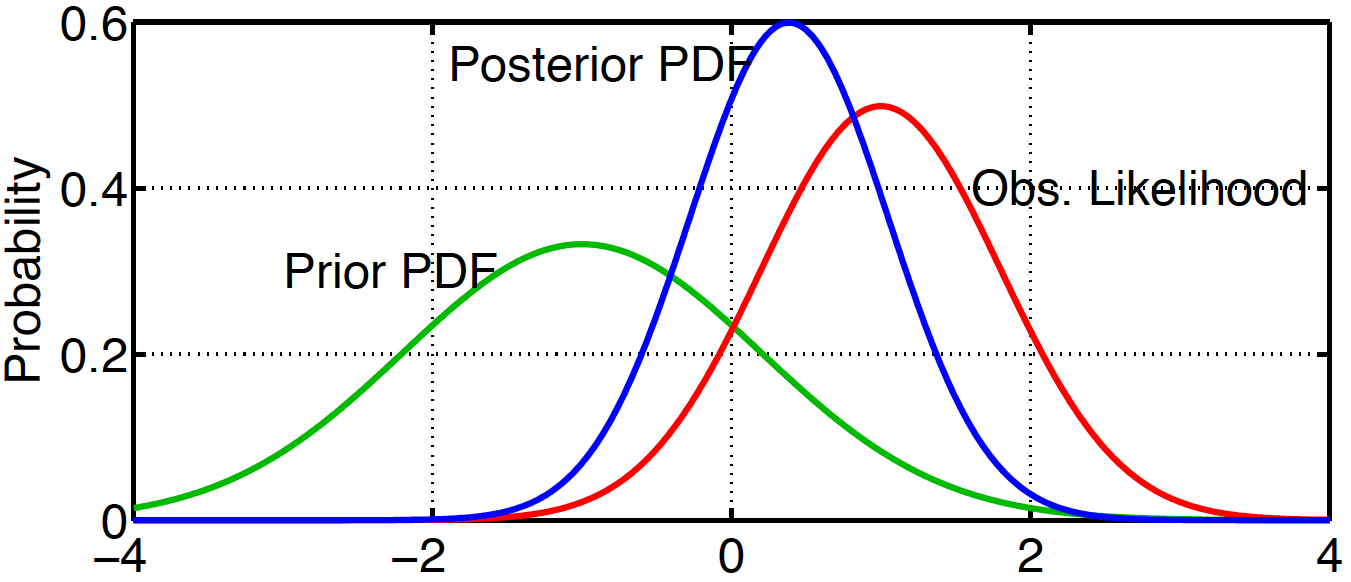 0.6
Posterior PDF
0.4
Obs. Likelihood
Prior PDF
Probability
0.2
0
−4
−2
0
2
4